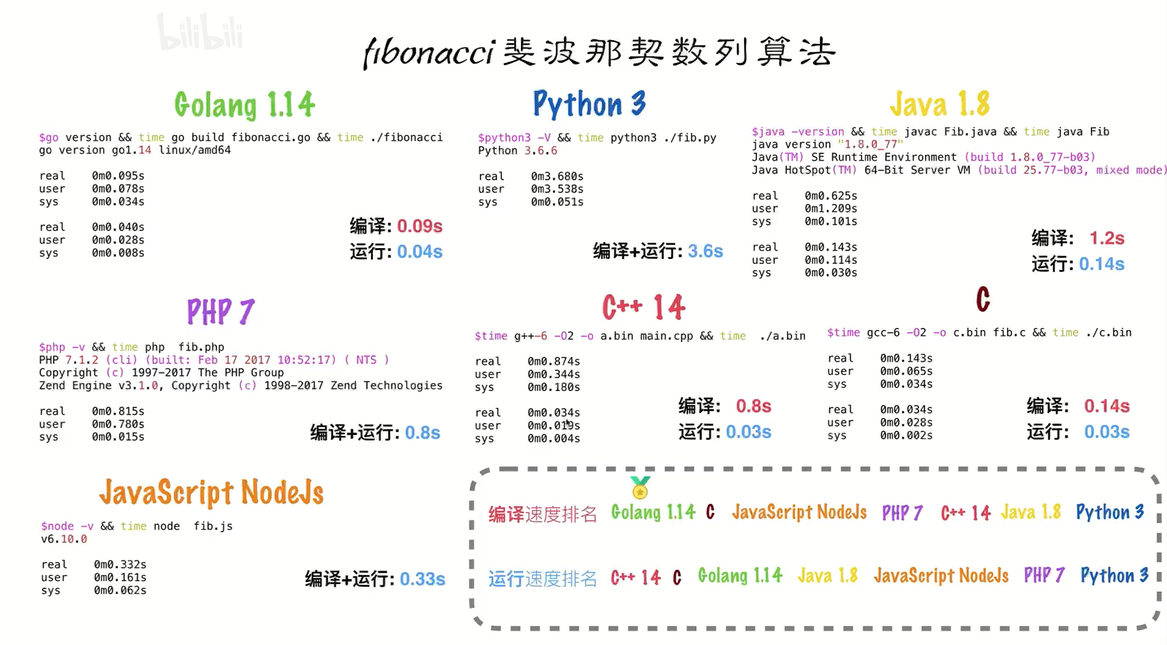 bilibili
fibonacci 斐波那契数列算法
Golang 1.14
$go version && time go build fibonacci.go && time ./fibonacci
go version go1.14 linux/amd64
real 0m0.095s
user 0m0.078s
sys 0m0.034s
real 0m0.040s
user 0m0.028s
sys 0m0.008s
编译: 0.09s
运行: 0.04s
Python 3
$python3 -V && time python3 ./fib.py
Python 3.6.6
real 0m3.680s
user 0m3.538s
sys 0m0.051s
编译+运行: 3.6s
Java 1.8
$java -version && time javac Fib.java && time java Fib
java version "1.8.0_77"
Java(TM) SE Runtime Environment (build 1.8.0_77-b03)
Java HotSpot(TM) 64-Bit Server VM (build 25.77-b03, mixed mode)
real 0m0.625s
user 0m1.209s
sys 0m0.101s
real 0m0.143s
user 0m0.114s
sys 0m0.030s
编译: 1.2s
运行: 0.14s
PHP 7
$php -v && time php fib.php
PHP 7.1.2 (cli) (built: Feb 17 2017 10:52:17) ( NTS )
Copyright (c) 1997-2017 The PHP Group
Zend Engine v3.1.0, Copyright (c) 1998-2017 Zend Technologies
real 0m0.815s
user 0m0.780s
sys 0m0.015s
编译+运行: 0.8s
C++ 14
$time g++-6 -O2 -o a.bin main.cpp && time ./a.bin
real 0m0.874s
user 0m0.344s
sys 0m0.180s
real 0m0.034s
user 0m0.019s
sys 0m0.004s
编译: 0.8s
运行: 0.03s
C
$time gcc-6 -O2 -o c.bin fib.c && time ./c.bin
real 0m0.143s
user 0m0.065s
sys 0m0.034s
real 0m0.034s
user 0m0.028s
sys 0m0.002s
编译: 0.14s
运行: 0.03s
JavaScript NodeJs
$node -v && time node fib.js
v6.10.0
real 0m0.332s
user 0m0.161s
sys 0m0.062s
编译+运行: 0.33s
编译速度排名 Golang 1.14 C JavaScript NodeJs PHP 7 C++ 14 Java 1.8 Python 3
运行速度排名 C++ 14 C Golang 1.14 Java 1.8 JavaScript NodeJs PHP 7 Python 3